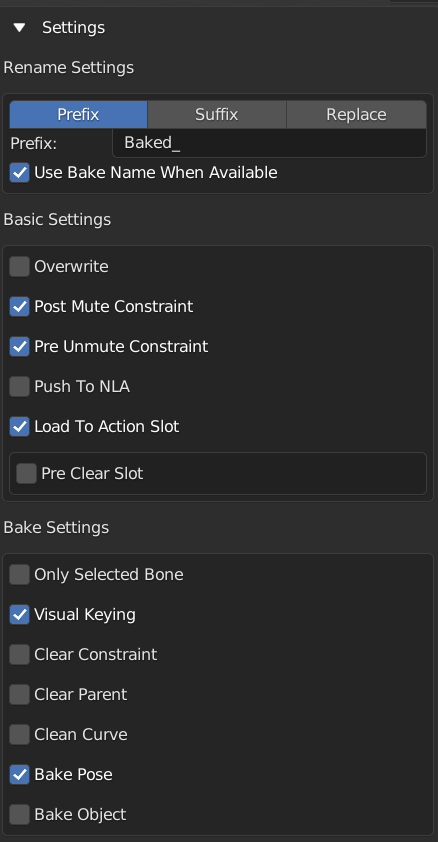 Settings
Rename Settings
Prefix Suffix Replace
Prefix: Baked_
Use Bake Name When Available
Basic Settings
Overwrite
Post Mute Constraint
Pre Unmute Constraint
Push To NLA
Load To Action Slot
Pre Clear Slot
Bake Settings
Only Selected Bone
Visual Keying
Clear Constraint
Clear Parent
Clean Curve
Bake Pose
Bake Object